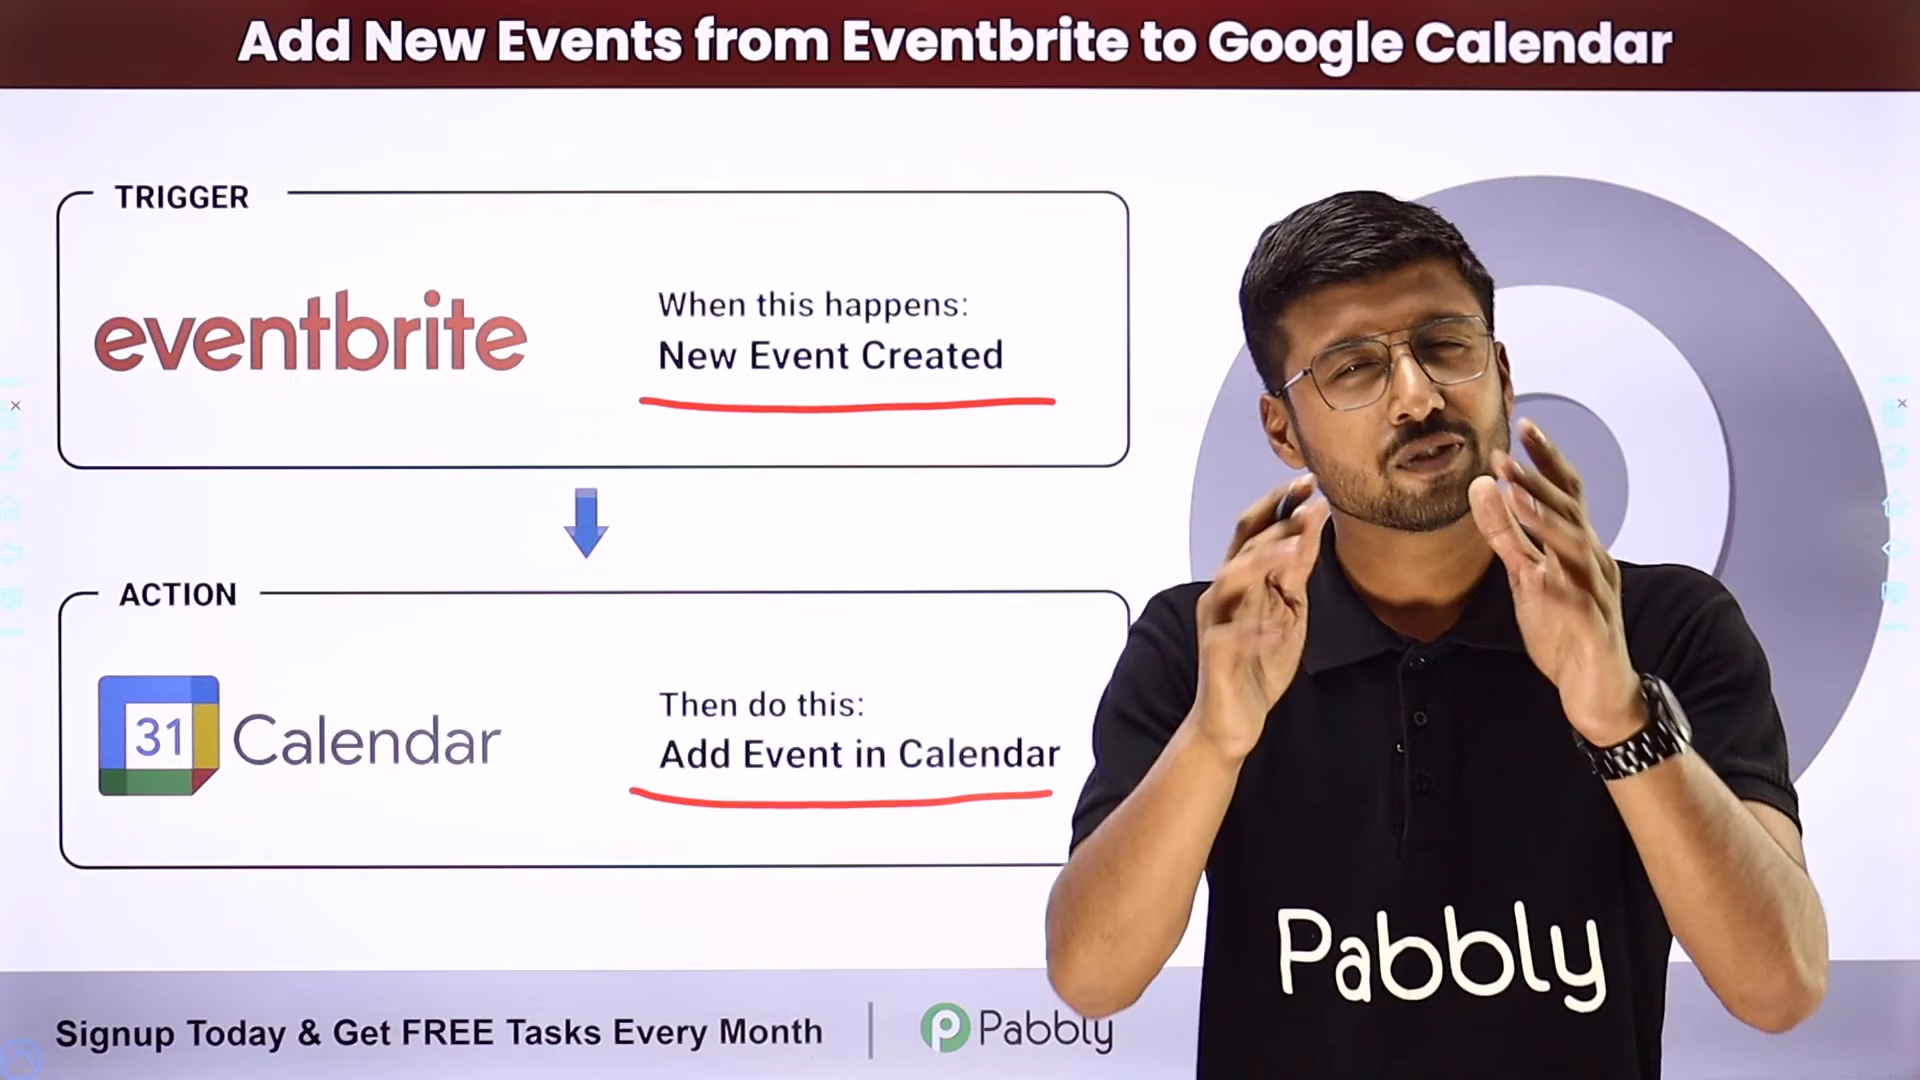 Add New Events from Eventbrite to Google Calendar
TRIGGER
eventbrite
When this happens:
New Event Created
ACTION
31 Calendar
Then do this:
Add Event in Calendar
Pabbly
Signup Today & Get FREE Tasks Every Month
Pabbly